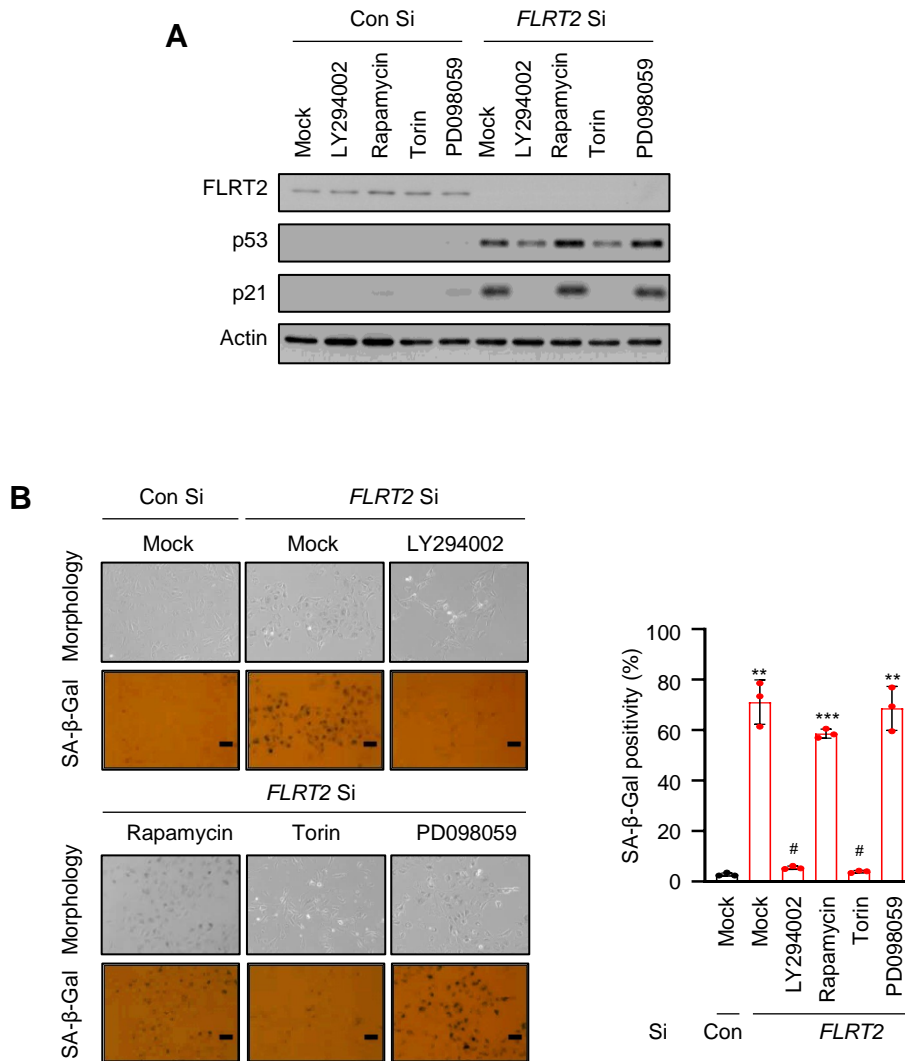 A
Con Si
FLRT2 Si
Mock
LY294002
Rapamycin
Torin
PD098059
Mock
LY294002
Rapamycin
Torin
PD098059
FLRT2
p53
p21
Actin
B
Con Si
FLRT2 Si
Mock
Mock
LY294002
Morphology
SA-β-Gal
FLRT2 Si
Rapamycin
Torin
PD098059
Morphology
SA-β-Gal
SA-β-Gal positivity (%)
100
80
60
40
20
0
**
#
***
#
**
Mock
Mock
LY294002
Rapamycin
Torin
PD098059
Si
Con
FLRT2